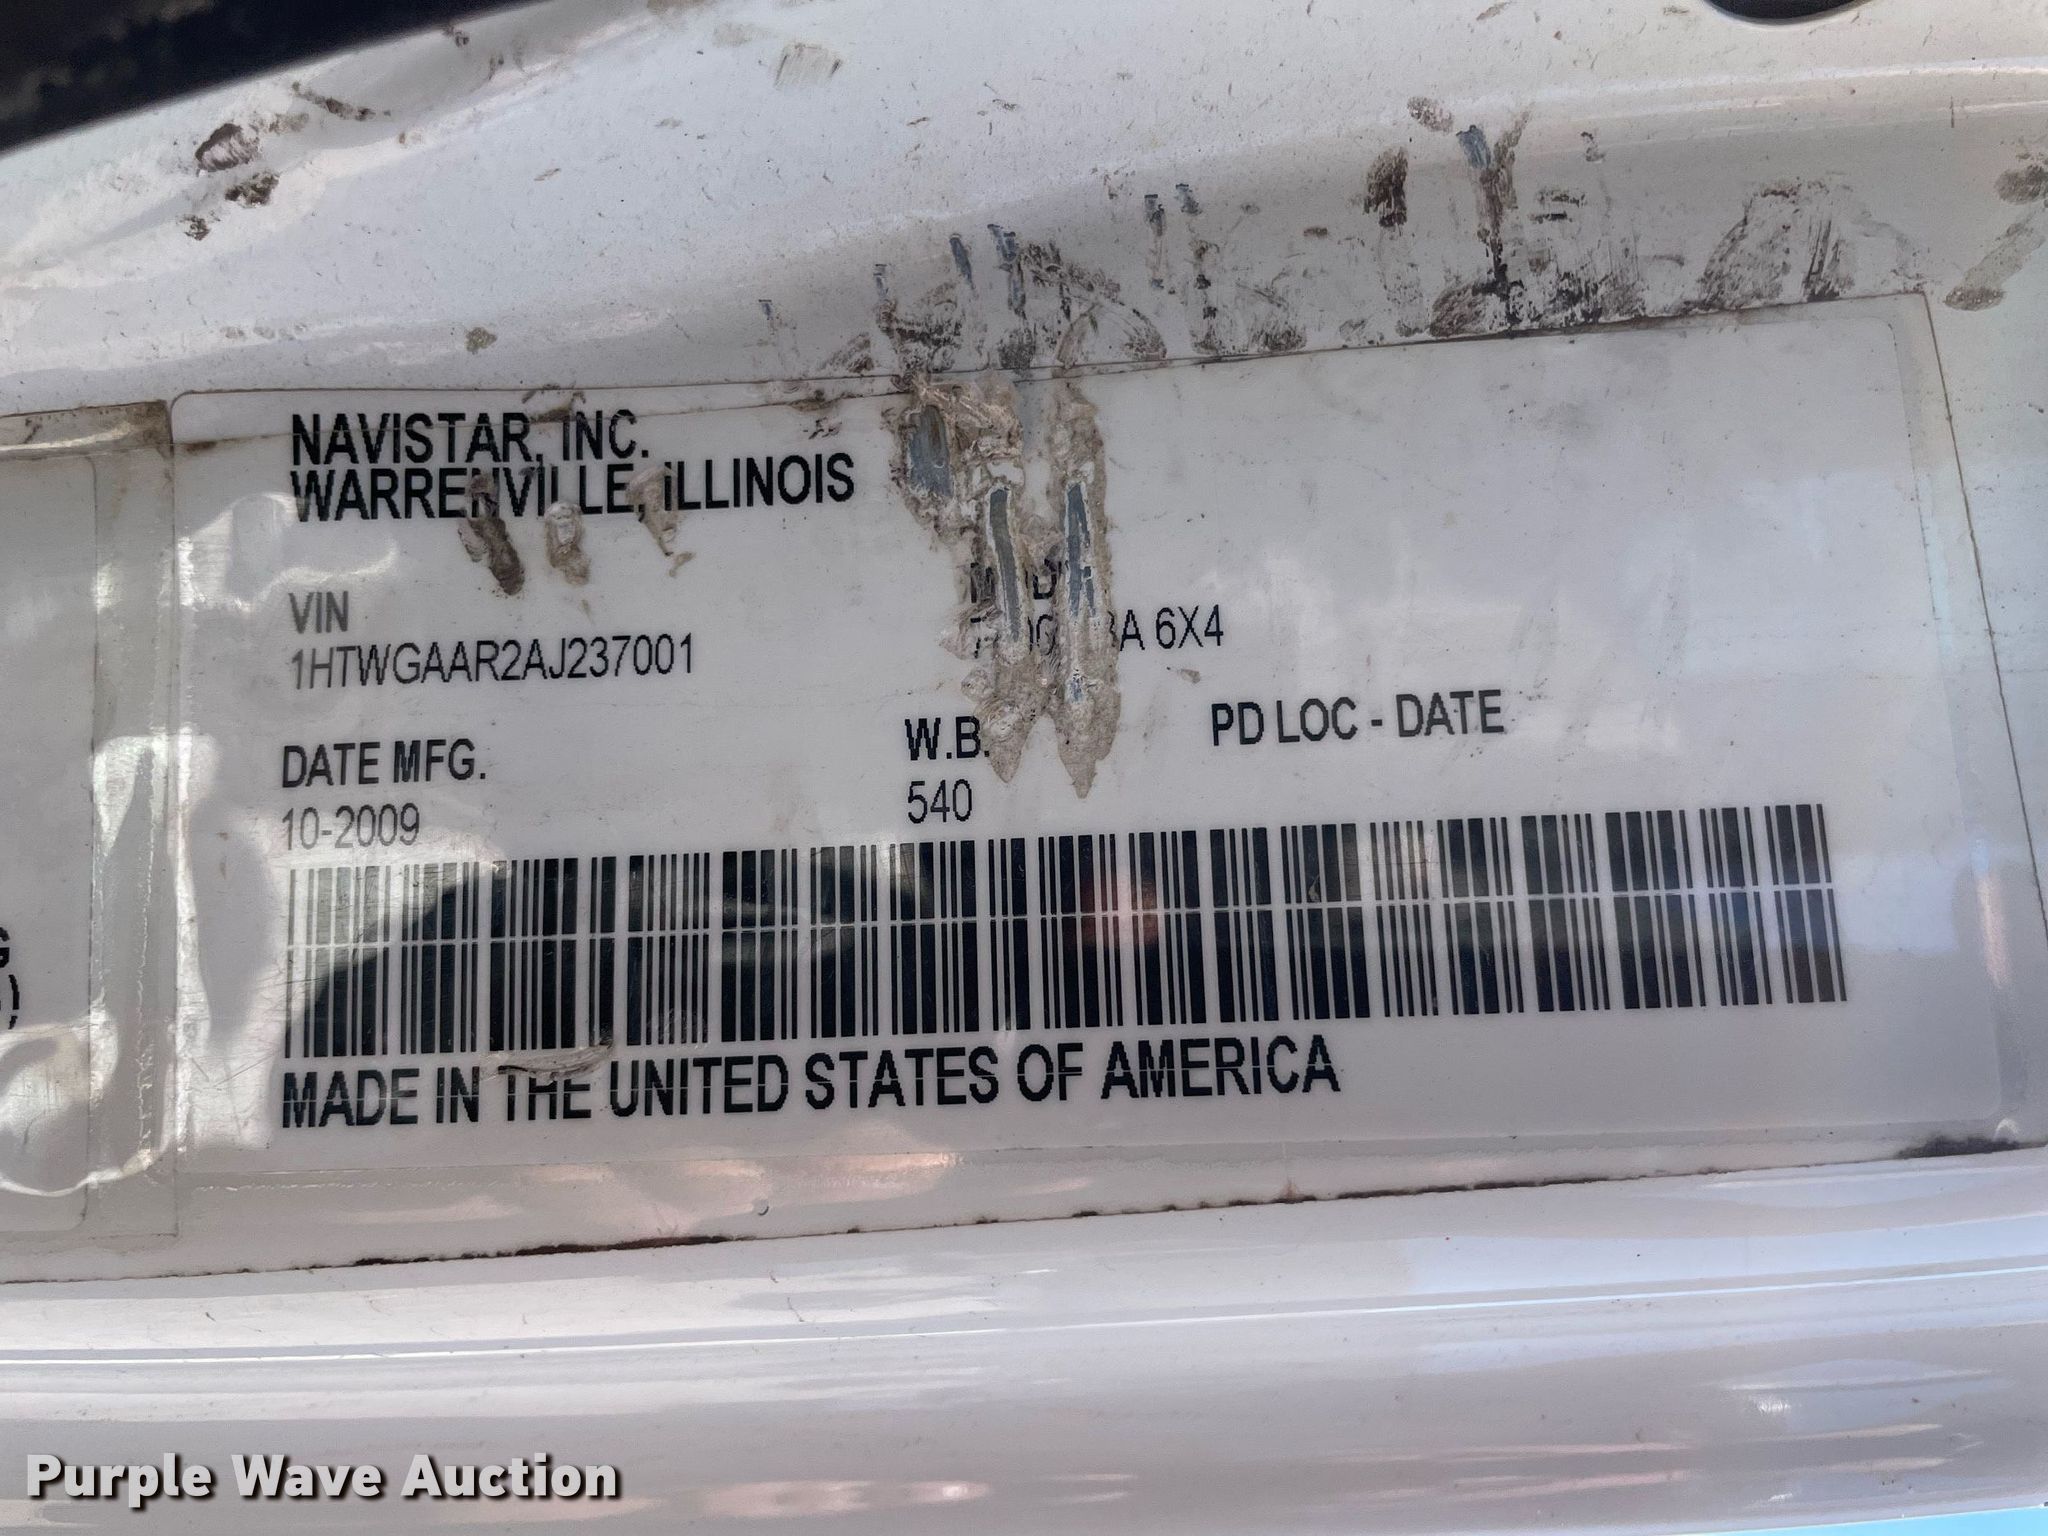 NAVISTAR, INC.
WARRENVILLE, ILLINOIS
VIN
1HTWGAAR2AJ237001
6X4
DATE MFG.
W.B.
PD LOC - DATE
10-2009
540
MADE IN THE UNITED STATES OF AMERICA
Purple Wave Auction